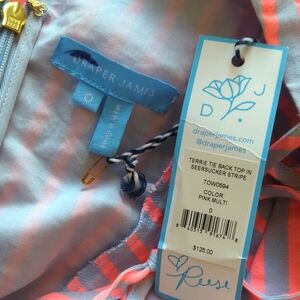 DRAPER JAMES
0
D J
draperjames.com
@draperjames
TERRIE TIE BACK TOP IN
SEERSUCKER STRIPE
TOW0594
COLOR
PINK MULTI
0
$125.00
Reese